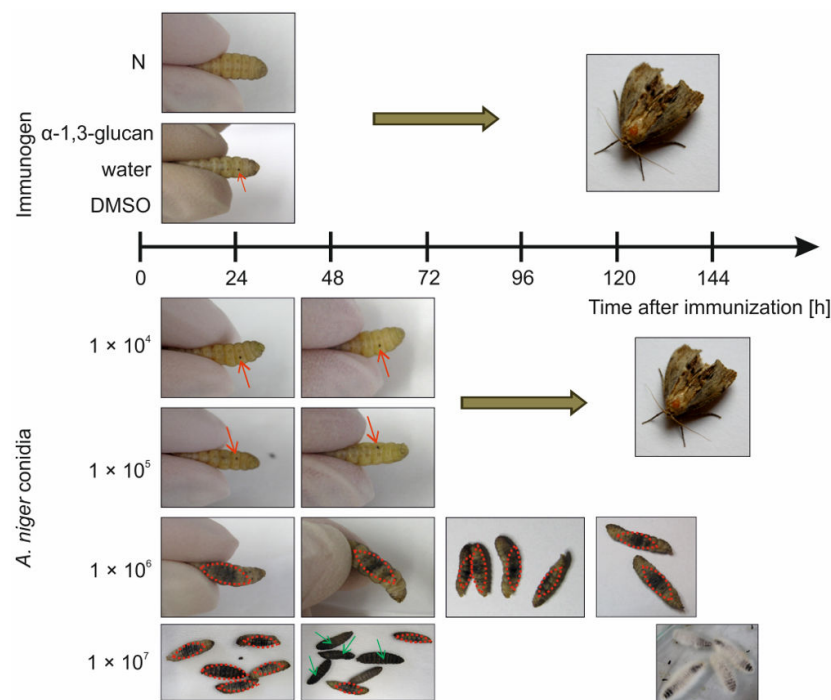 N
α-1,3-glucan
water
DMSO
Immunogen
0 24 48 72 96 120 144
Time after immunization [h]
1 × 10⁴
1 × 10⁵
1 × 10⁶
1 × 10⁷
A. niger conidia